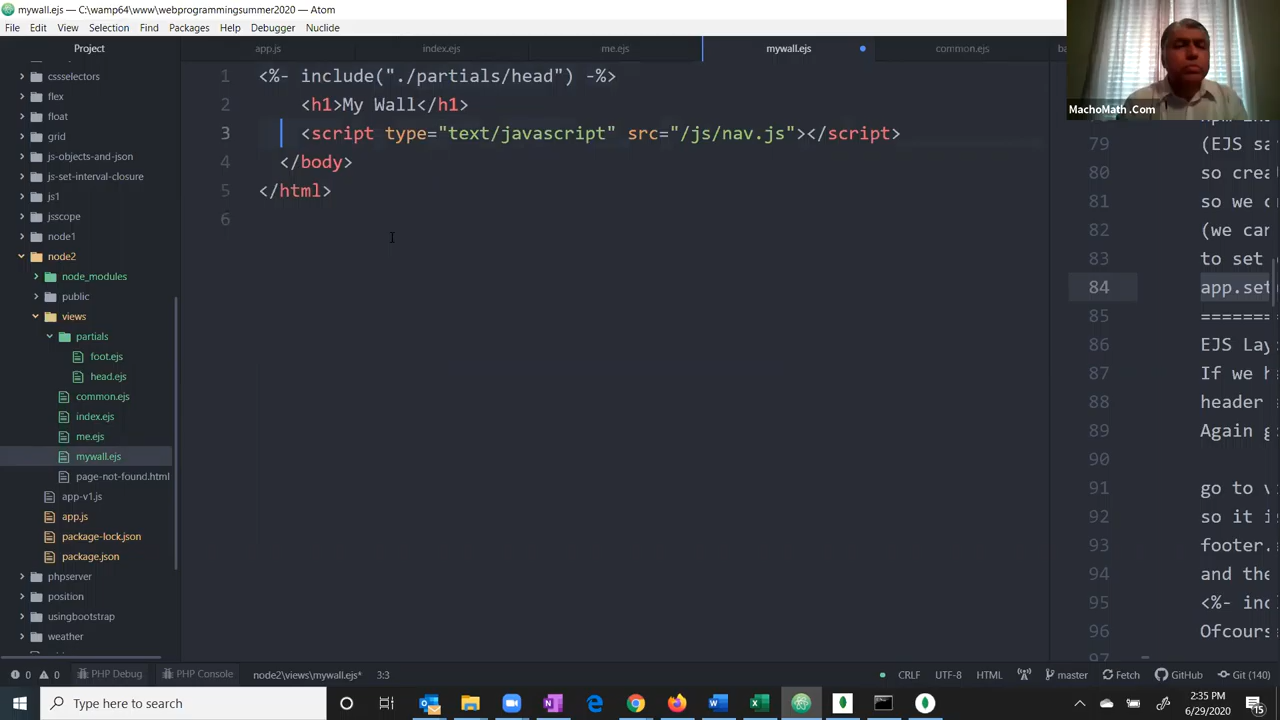 mywall.ejs — C:\wamp64\www\webprogrammingsummer2020 — Atom
File Edit View Selection Find Packages Help Debugger Nuclide
Project
app.js index.ejs me.ejs mywall.ejs common.ejs
MachoMath .Com
cssselectors
flex
float
grid
js-objects-and-json
js-set-interval-closure
js1
jsscope
node1
node2
node_modules
public
views
partials
foot.ejs
head.ejs
common.ejs
index.ejs
me.ejs
mywall.ejs
page-not-found.html
app-v1.js
app.js
package-lock.json
package.json
phpserver
position
usingbootstrap
weather
1 <%- include("./partials/head") -%>
2 <h1>My Wall</h1>
3 <script type="text/javascript" src="/js/nav.js"></script>
4 </body>
5 </html>
6
79
80 so crea
81 so we c
82 (we can
83 to set
84 app.set
85 =======
86 EJS Lay
87 If we h
88 header
89 Again g
90
91 go to v
92 so it i
93 footer.
94 and the
95 <%- inc
96 Ofcours
97
0 0 PHP Debug PHP Console node2\views\mywall.ejs* 3:3 CRLF UTF-8 HTML master Fetch GitHub Git (140)
Type here to search
2:35 PM
6/29/2020
15